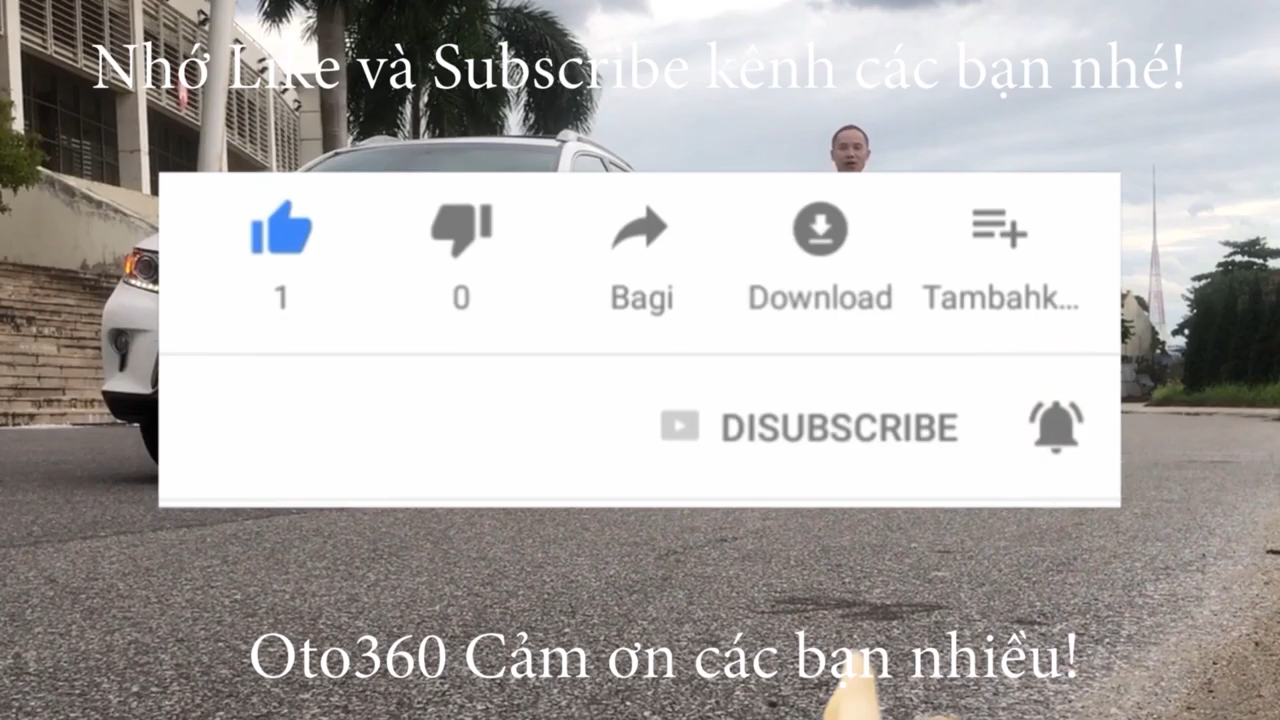 Nhớ Like và Subscribe kênh các bạn nhé!
1 0 Bagi Download Tambahk...
DISUBSCRIBE
Oto360 Cảm ơn các bạn nhiều!